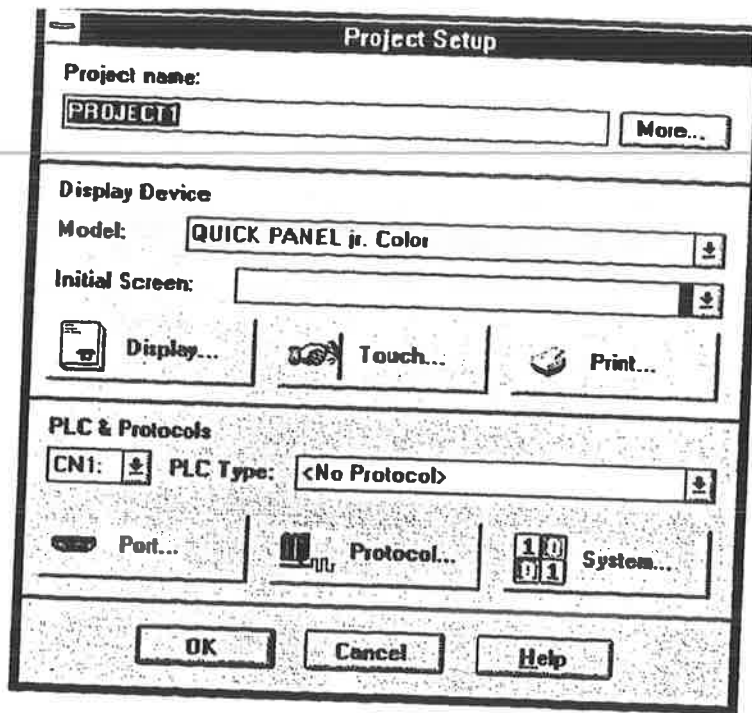 Project Setup
Project name:
PROJECT1
More...
Display Device
Model: QUICK PANEL jr. Color
Initial Screen:
Display... Touch... Print...
PLC & Protocols
CN1: PLC Type: <No Protocol>
Port... Protocol... System...
OK Cancel Help